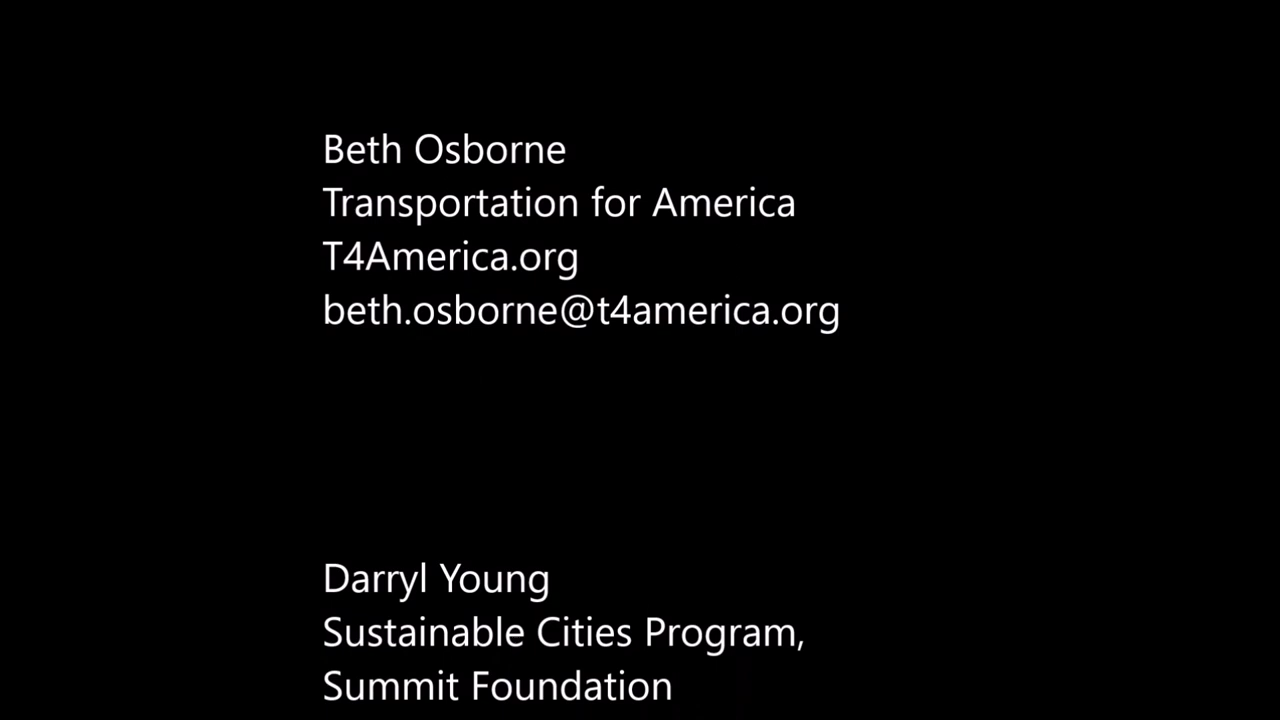 Beth Osborne
Transportation for America
T4America.org
beth.osborne@t4america.org
Darryl Young
Sustainable Cities Program,
Summit Foundation